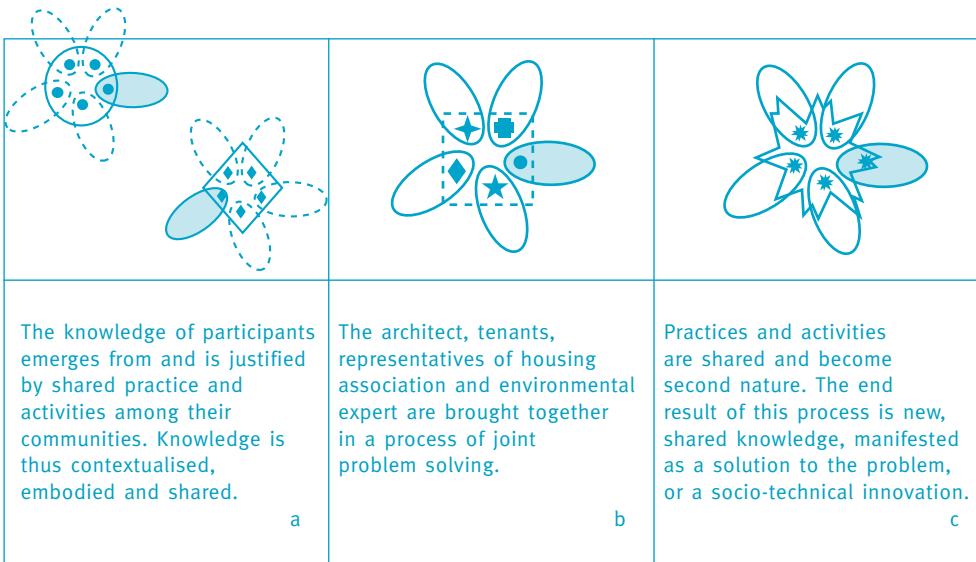 The knowledge of participants
emerges from and is justified
by shared practice and
activities among their
communities. Knowledge is
thus contextualised,
embodied and shared.
a
The architect, tenants,
representatives of housing
association and environmental
expert are brought together
in a process of joint
problem solving.
b
Practices and activities
are shared and become
second nature. The end
result of this process is new,
shared knowledge, manifested
as a solution to the problem,
or a socio-technical innovation.
c